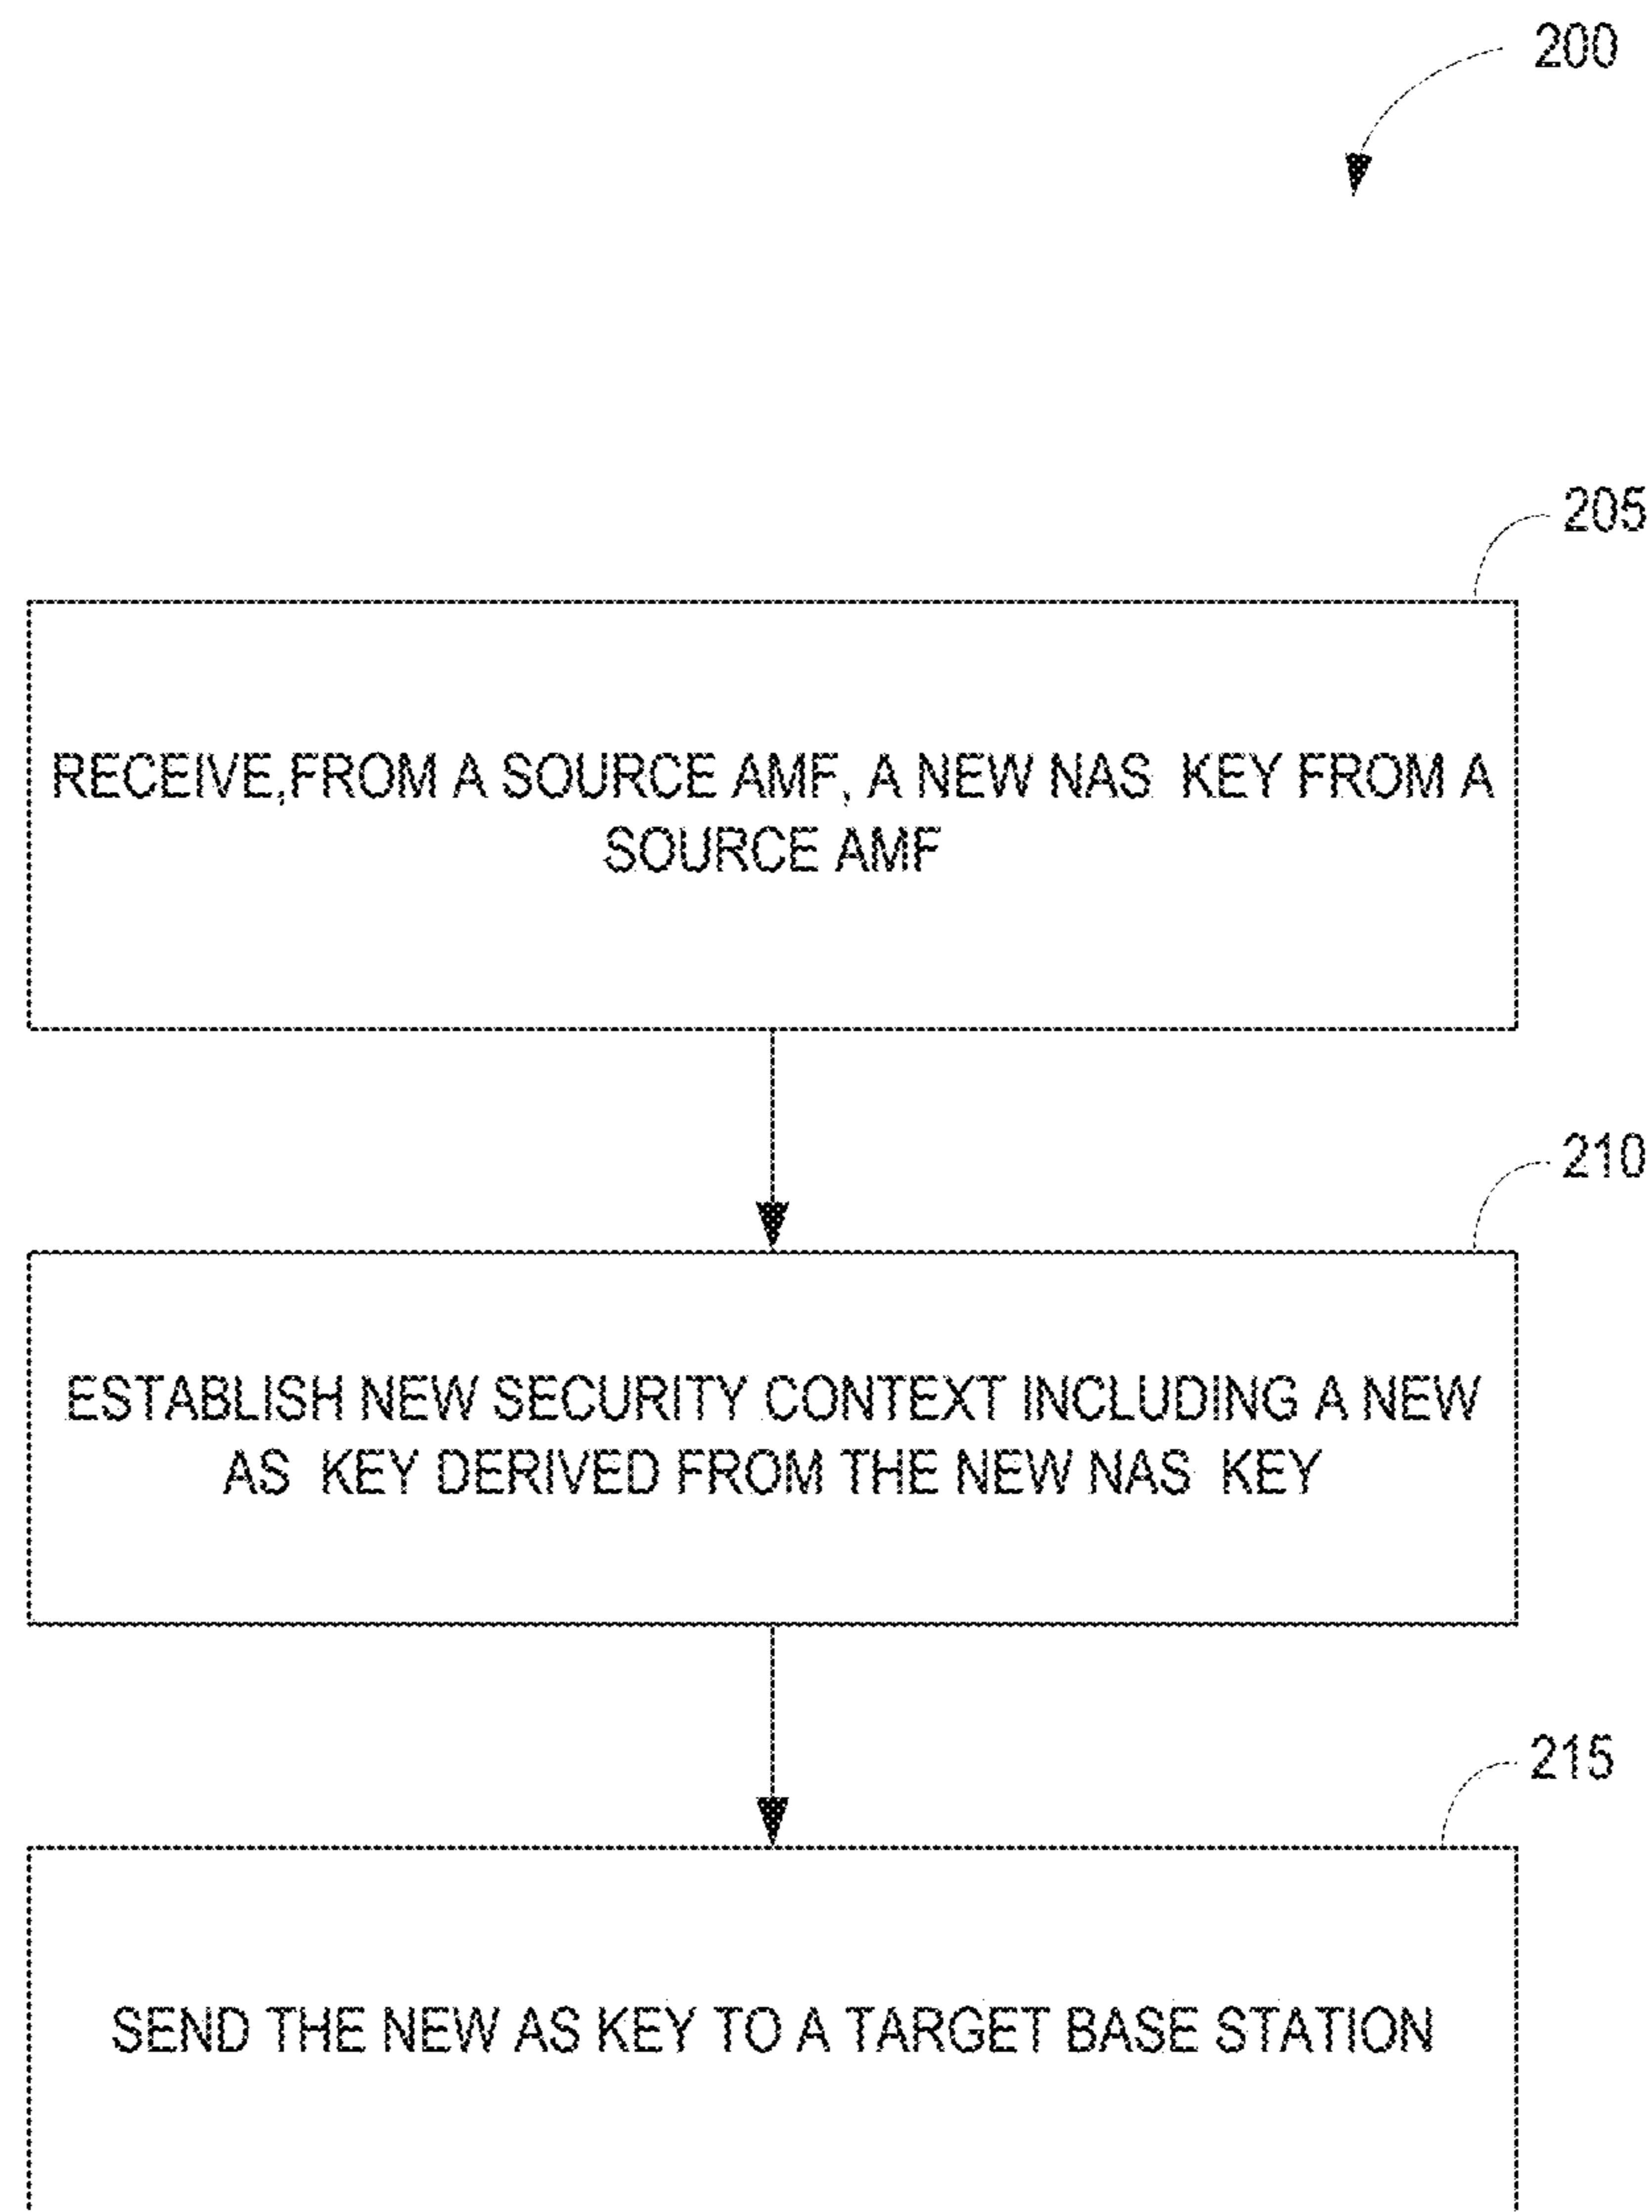 200
205
RECEIVE,FROM A SOURCE AMF, A NEW NAS KEY FROM A
SOURCE AMF
210
ESTABLISH NEW SECURITY CONTEXT INCLUDING A NEW
AS KEY DERIVED FROM THE NEW NAS KEY
215
SEND THE NEW AS KEY TO A TARGET BASE STATION